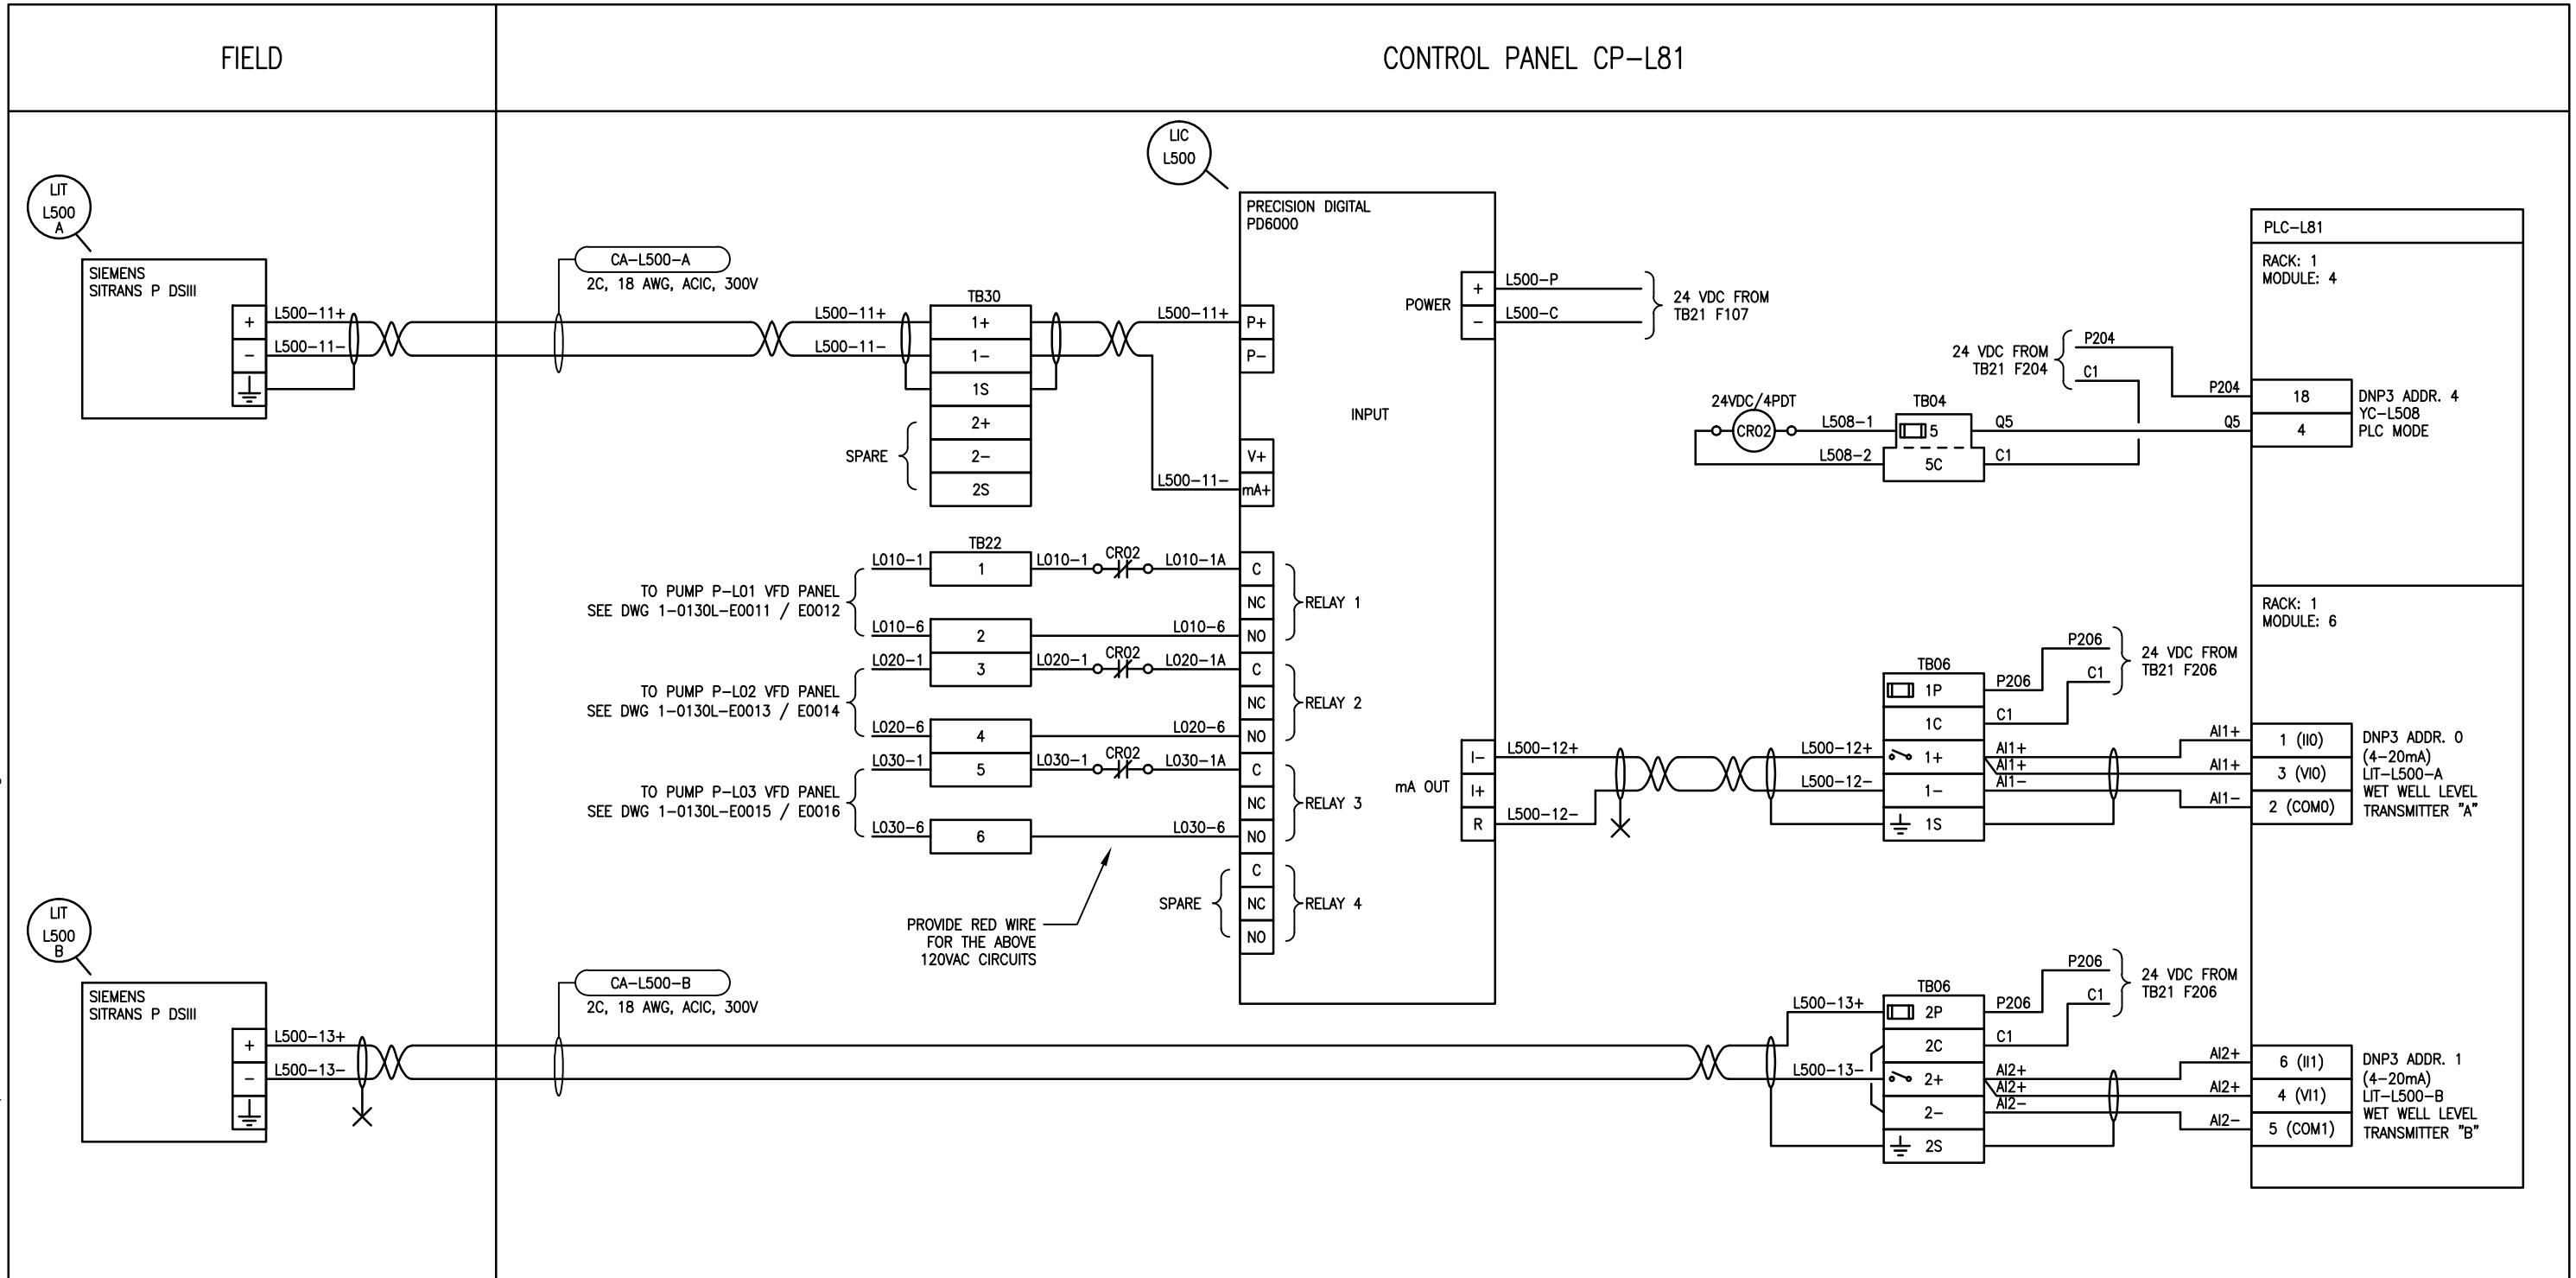 FIELD
CONTROL PANEL CP-L81
LIT
L500
A
SIEMENS
SITRANS P DSIII
+
-
L500-11+
L500-11-
CA-L500-A
2C, 18 AWG, ACIC, 300V
L500-11+
L500-11-
TB30
1+
1-
1S
2+
2-
2S
SPARE
L500-11+
L500-11-
LIC
L500
PRECISION DIGITAL
PD6000
P+
P-
V+
mA+
INPUT
POWER
+
-
L500-P
L500-C
24 VDC FROM
TB21 F107
TB22
L010-1
1
L010-1
CR02
L010-1A
C
NC
NO
RELAY 1
TO PUMP P-L01 VFD PANEL
SEE DWG 1-0130L-E0011 / E0012
L010-6
2
L010-6
L020-1
3
L020-1
CR02
L020-1A
C
NC
NO
RELAY 2
TO PUMP P-L02 VFD PANEL
SEE DWG 1-0130L-E0013 / E0014
L020-6
4
L020-6
L030-1
5
L030-1
CR02
L030-1A
C
NC
NO
RELAY 3
TO PUMP P-L03 VFD PANEL
SEE DWG 1-0130L-E0015 / E0016
L030-6
6
L030-6
C
NC
NO
SPARE
RELAY 4
PROVIDE RED WIRE
FOR THE ABOVE
120VAC CIRCUITS
mA OUT
I-
I+
R
L500-12+
L500-12-
L500-12+
L500-12-
24VDC/4PDT
CR02
L508-1
L508-2
TB04
5
5C
Q5
C1
24 VDC FROM
TB21 F204
P204
C1
P204
Q5
PLC-L81
RACK: 1
MODULE: 4
18
4
DNP3 ADDR. 4
YC-L508
PLC MODE
RACK: 1
MODULE: 6
TB06
1P
1C
1+
1-
1S
P206
C1
AI1+
AI1+
AI1-
P206
C1
24 VDC FROM
TB21 F206
AI1+
AI1+
AI1-
1 (II0)
3 (VI0)
2 (COM0)
DNP3 ADDR. 0
(4-20mA)
LIT-L500-A
WET WELL LEVEL
TRANSMITTER "A"
LIT
L500
B
SIEMENS
SITRANS P DSIII
+
-
L500-13+
L500-13-
CA-L500-B
2C, 18 AWG, ACIC, 300V
L500-13+
L500-13-
TB06
2P
2C
2+
2-
2S
P206
C1
AI2+
AI2+
AI2-
P206
C1
24 VDC FROM
TB21 F206
AI2+
AI2+
AI2-
6 (II1)
4 (VI1)
5 (COM1)
DNP3 ADDR. 1
(4-20mA)
LIT-L500-B
WET WELL LEVEL
TRANSMITTER "B"